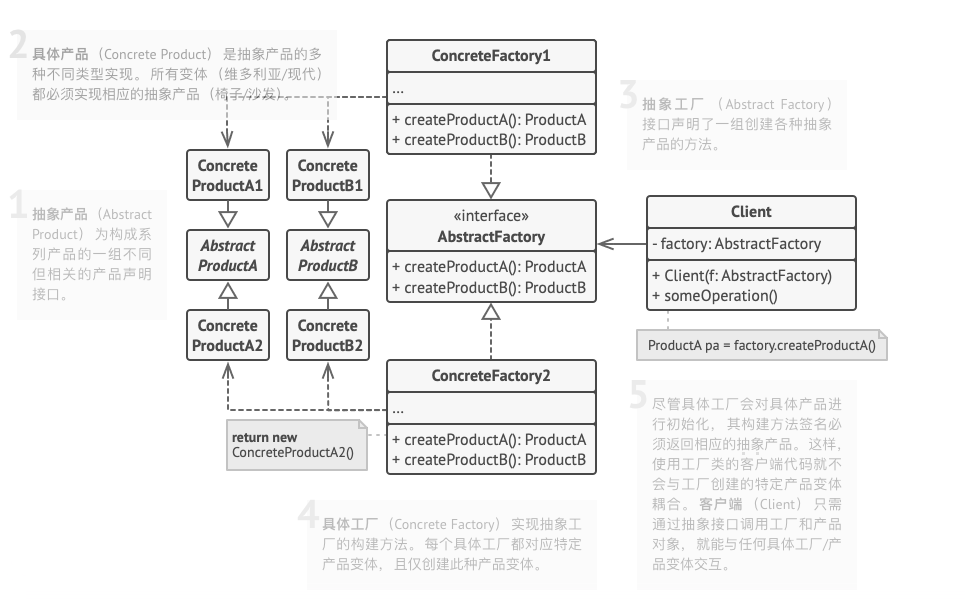 2
具体产品 （Concrete Product） 是抽象产品的多
种不同类型实现。 所有变体 （维多利亚/现代）
都必须实现相应的抽象产品 （椅子/沙发）。
ConcreteFactory1
...
+ createProductA(): ProductA
+ createProductB(): ProductB
3
抽象工厂 （Abstract Factory）
接口声明了一组创建各种抽象
产品的方法。
Concrete
ProductA1
Concrete
ProductB1
1
抽象产品 （Abstract
Product） 为构成系
列产品的一组不同
但相关的产品声明
接口。
Abstract
ProductA
Abstract
ProductB
«interface»
AbstractFactory
+ createProductA(): ProductA
+ createProductB(): ProductB
Client
- factory: AbstractFactory
+ Client(f: AbstractFactory)
+ someOperation()
Concrete
ProductA2
Concrete
ProductB2
ProductA pa = factory.createProductA()
ConcreteFactory2
...
+ createProductA(): ProductA
+ createProductB(): ProductB
return new
ConcreteProductA2()
4
具体工厂 （Concrete Factory） 实现抽象工
厂的构建方法。 每个具体工厂都对应特定
产品变体， 且仅创建此种产品变体。
5
尽管具体工厂会对具体产品进
行初始化， 其构建方法签名必
须返回相应的抽象产品。 这样，
使用工厂类的客户端代码就不
会与工厂创建的特定产品变体
耦合。 客户端 （Client） 只需
通过抽象接口调用工厂和产品
对象， 就能与任何具体工厂/产
品变体交互。